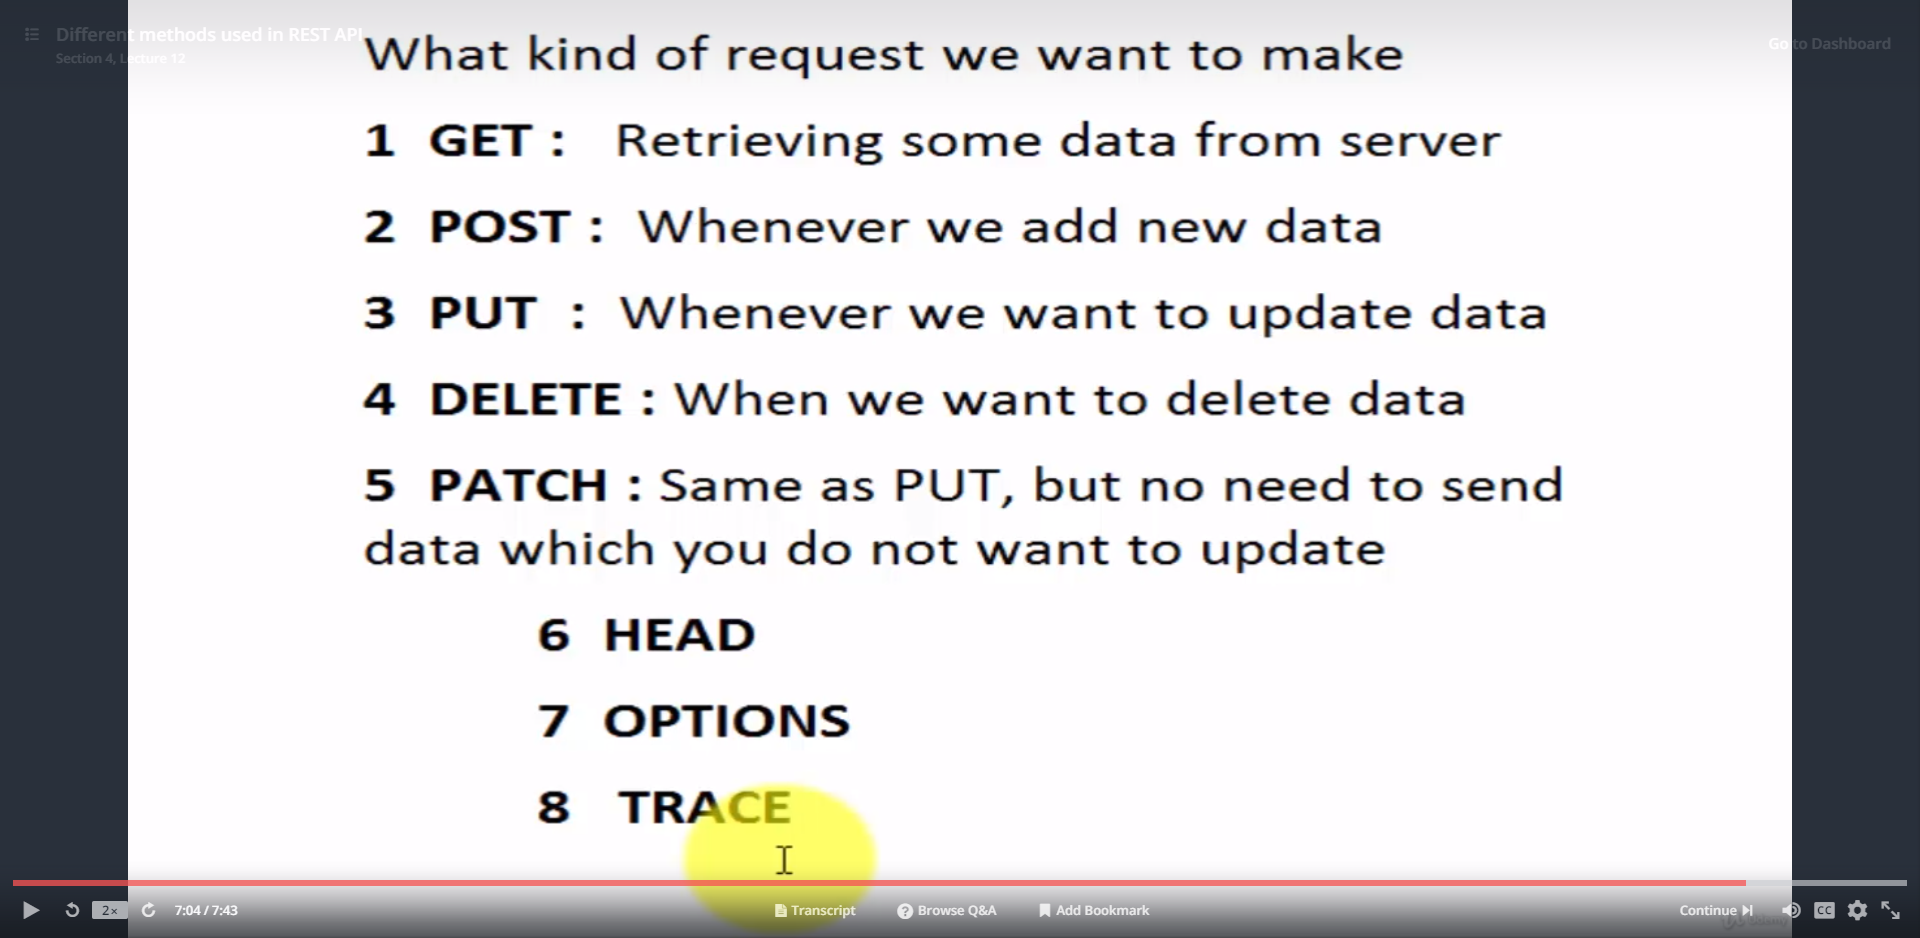 Different methods used in REST API
Section 4, Lecture 12
Go to Dashboard
What kind of request we want to make
1 GET : Retrieving some data from server
2 POST : Whenever we add new data
3 PUT : Whenever we want to update data
4 DELETE : When we want to delete data
5 PATCH : Same as PUT, but no need to send
data which you do not want to update
6 HEAD
7 OPTIONS
8 TRACE
2x
7:04 / 7:43
Transcript
Browse Q&A
Add Bookmark
Continue
CC